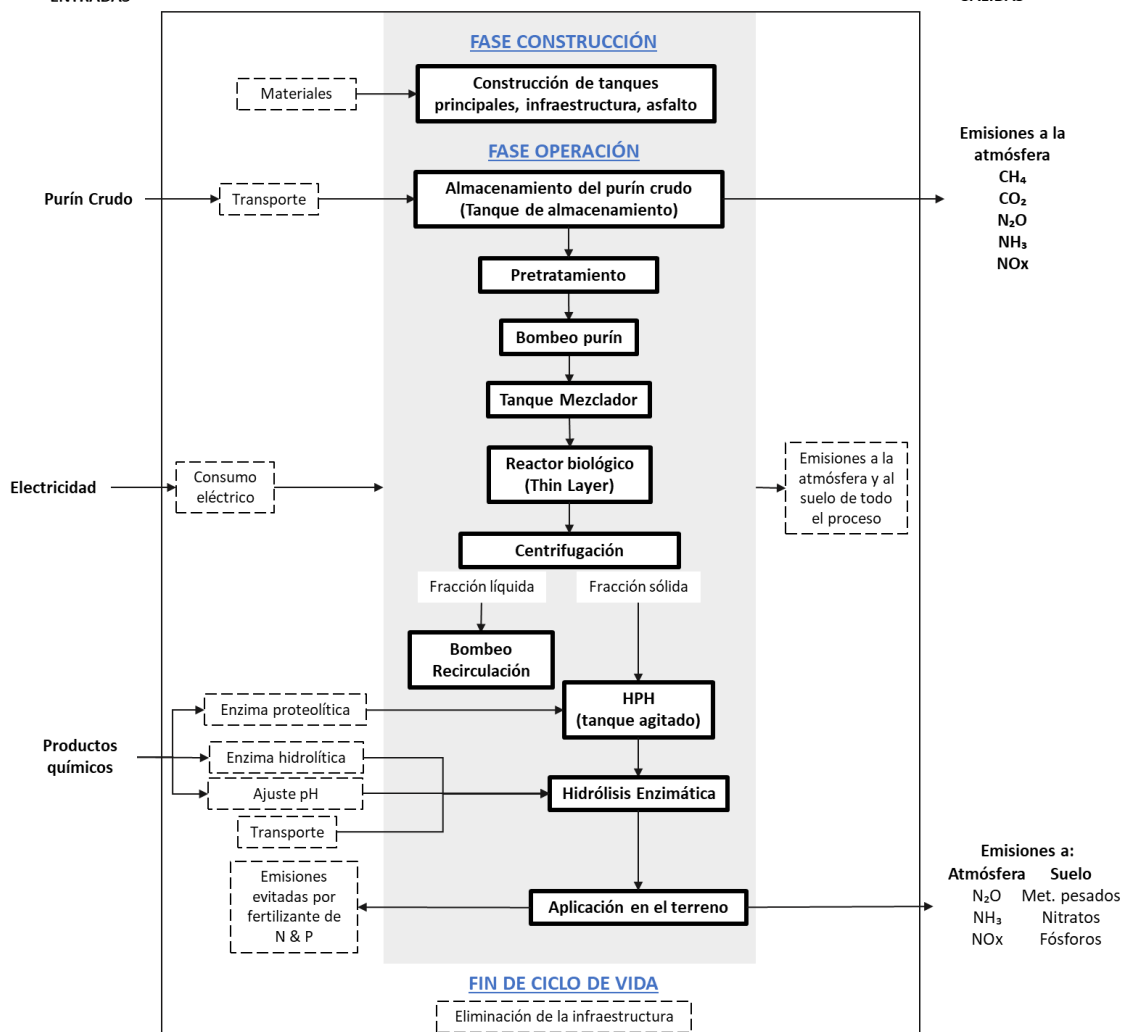 ENTRADAS
SALIDAS
FASE CONSTRUCCIÓN
Materiales
Construcción de tanques
principales, infraestructura, asfalto
FASE OPERACIÓN
Purín Crudo
Transporte
Almacenamiento del purín crudo
(Tanque de almacenamiento)
Emisiones a la
atmósfera
CH₄
CO₂
N₂O
NH₃
NOx
Pretratamiento
Bombeo purín
Tanque Mezclador
Electricidad
Consumo
eléctrico
Reactor biológico
(Thin Layer)
Emisiones a la
atmósfera y al
suelo de todo
el proceso
Centrifugación
Fracción líquida
Fracción sólida
Bombeo
Recirculación
Productos
químicos
Enzima proteolítica
HPH
(tanque agitado)
Enzima hidrolítica
Ajuste pH
Transporte
Hidrólisis Enzimática
Emisiones
evitadas por
fertilizante de
N & P
Aplicación en el terreno
Emisiones a:
Atmósfera Suelo
N₂O Met. pesados
NH₃ Nitratos
NOx Fósforos
FIN DE CICLO DE VIDA
Eliminación de la infraestructura